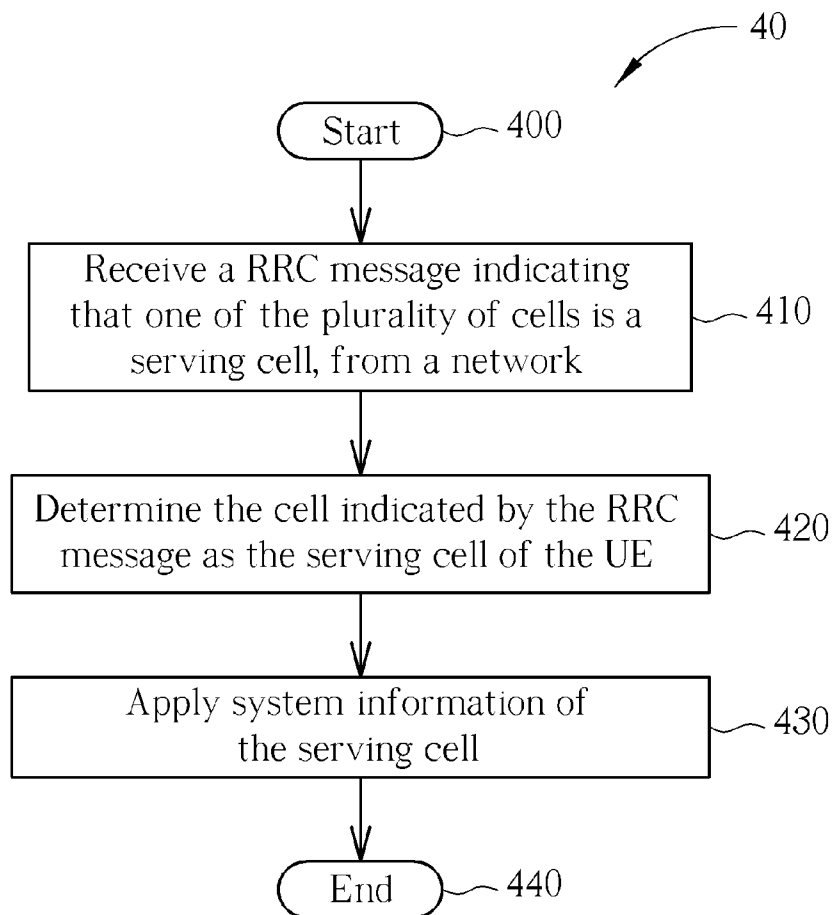 40
Start
400
Receive a RRC message indicating
that one of the plurality of cells is a
serving cell, from a network
410
Determine the cell indicated by the RRC
message as the serving cell of the UE
420
Apply system information of
the serving cell
430
End
440